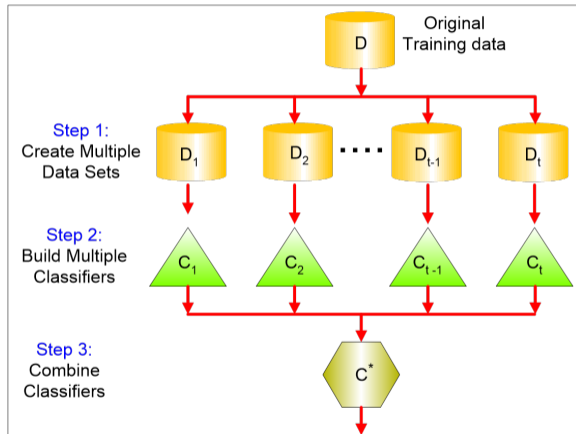 Original
Training data
D
Step 1:
Create Multiple
Data Sets
D1 D2 .... Dt-1 Dt
Step 2:
Build Multiple
Classifiers
C1 C2 Ct-1 Ct
Step 3:
Combine
Classifiers
C*